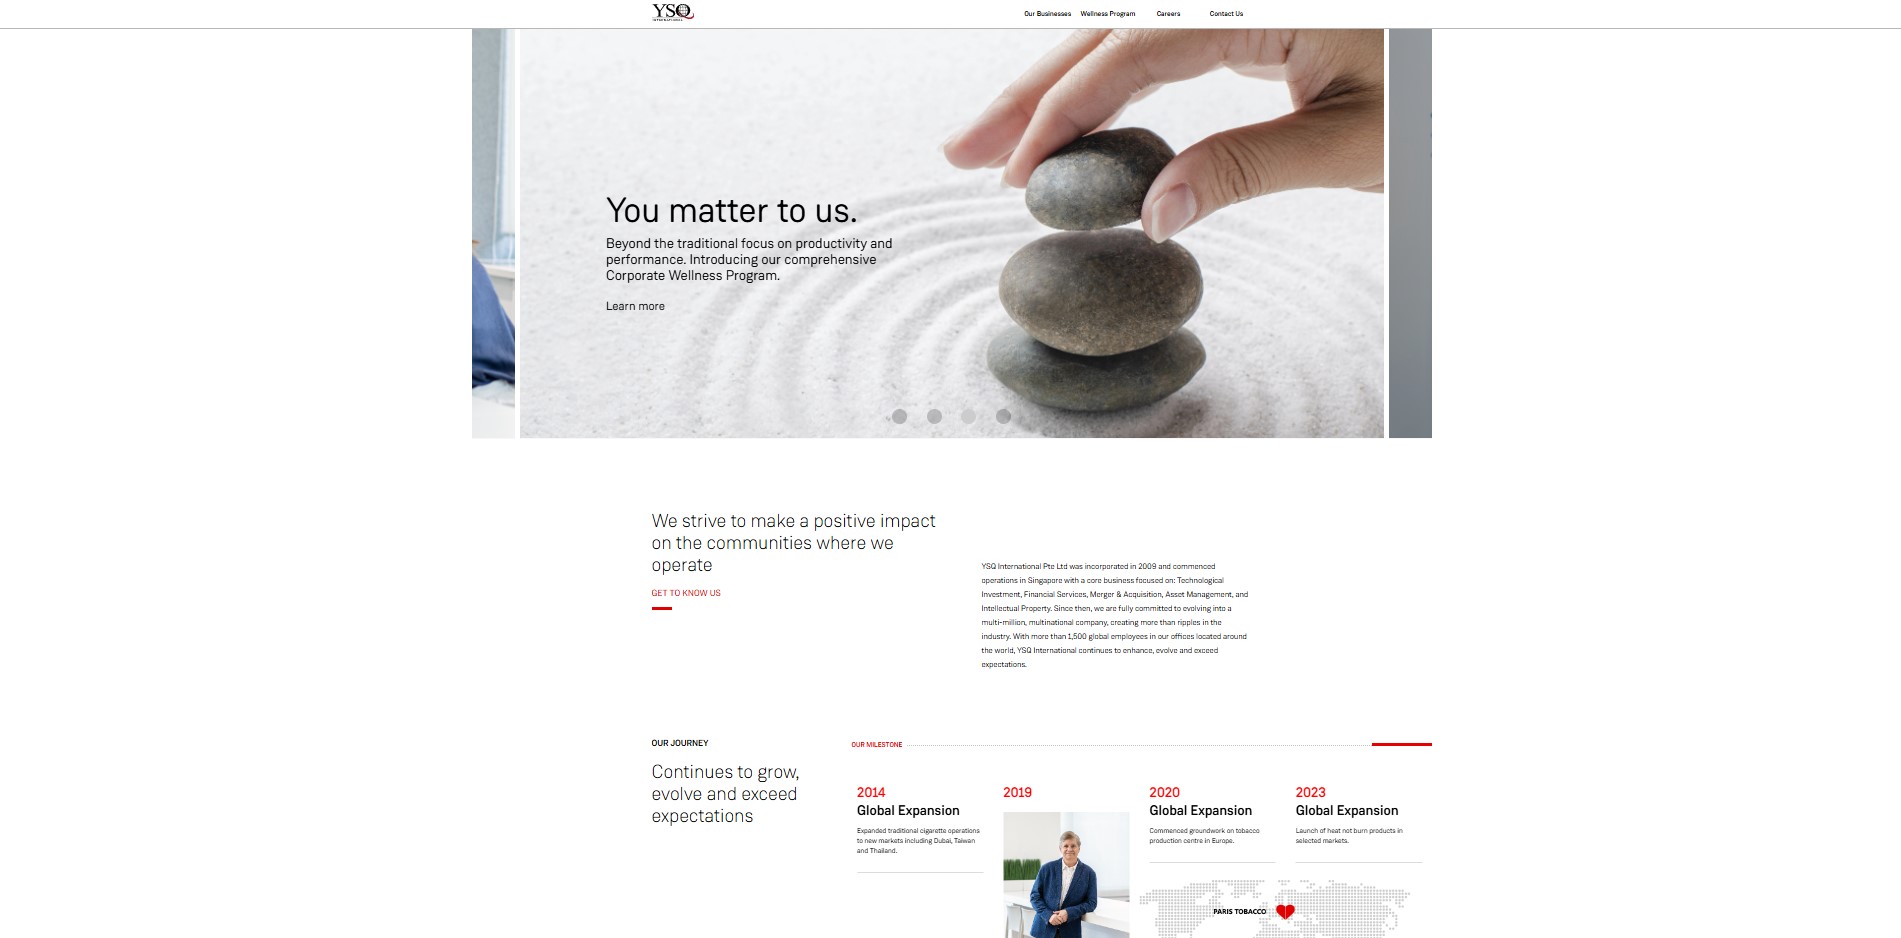 YSQ
INTERNATIONAL
Our Businesses Wellness Program Careers Contact Us
You matter to us.
Beyond the traditional focus on productivity and
performance. Introducing our comprehensive
Corporate Wellness Program.
Learn more
We strive to make a positive impact
on the communities where we
operate
GET TO KNOW US
YSQ International Pte Ltd was incorporated in 2009 and commenced
operations in Singapore with a core business focused on: Technological
Investment, Financial Services, Merger & Acquisition, Asset Management, and
Intellectual Property. Since then, we are fully committed to evolving into a
multi-million, multinational company, creating more than ripples in the
industry. With more than 1,500 global employees in our offices located around
the world, YSQ International continues to enhance, evolve and exceed
expectations.
OUR JOURNEY
Continues to grow,
evolve and exceed
expectations
OUR MILESTONE
2014
Global Expansion
Expanded traditional cigarette operations
to new markets including Dubai, Taiwan
and Thailand.
2019
2020
Global Expansion
Commenced groundwork on tobacco
production centre in Europe.
2023
Global Expansion
Launch of heat not burn products in
selected markets.
PARIS TOBACCO